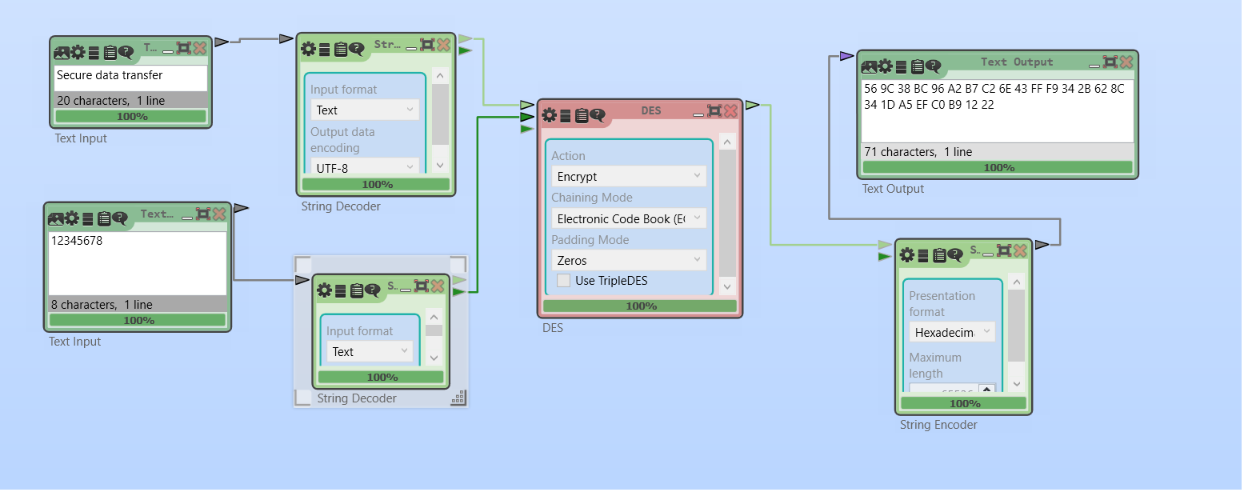 T...
Secure data transfer
20 characters, 1 line
100%
Text Input
Str...
Input format
Text
Output data
encoding
UTF-8
100%
String Decoder
Text...
12345678
8 characters, 1 line
100%
Text Input
S..
Input format
Text
100%
String Decoder
DES
Action
Encrypt
Chaining Mode
Electronic Code Book (E
Padding Mode
Zeros
Use TripleDES
100%
DES
Text Output
56 9C 38 BC 96 A2 B7 C2 6E 43 FF F9 34 2B 62 8C
34 1D A5 EF C0 B9 12 22
71 characters, 1 line
100%
Text Output
S..
Presentation
format
Hexadecim
Maximum
length
100%
String Encoder